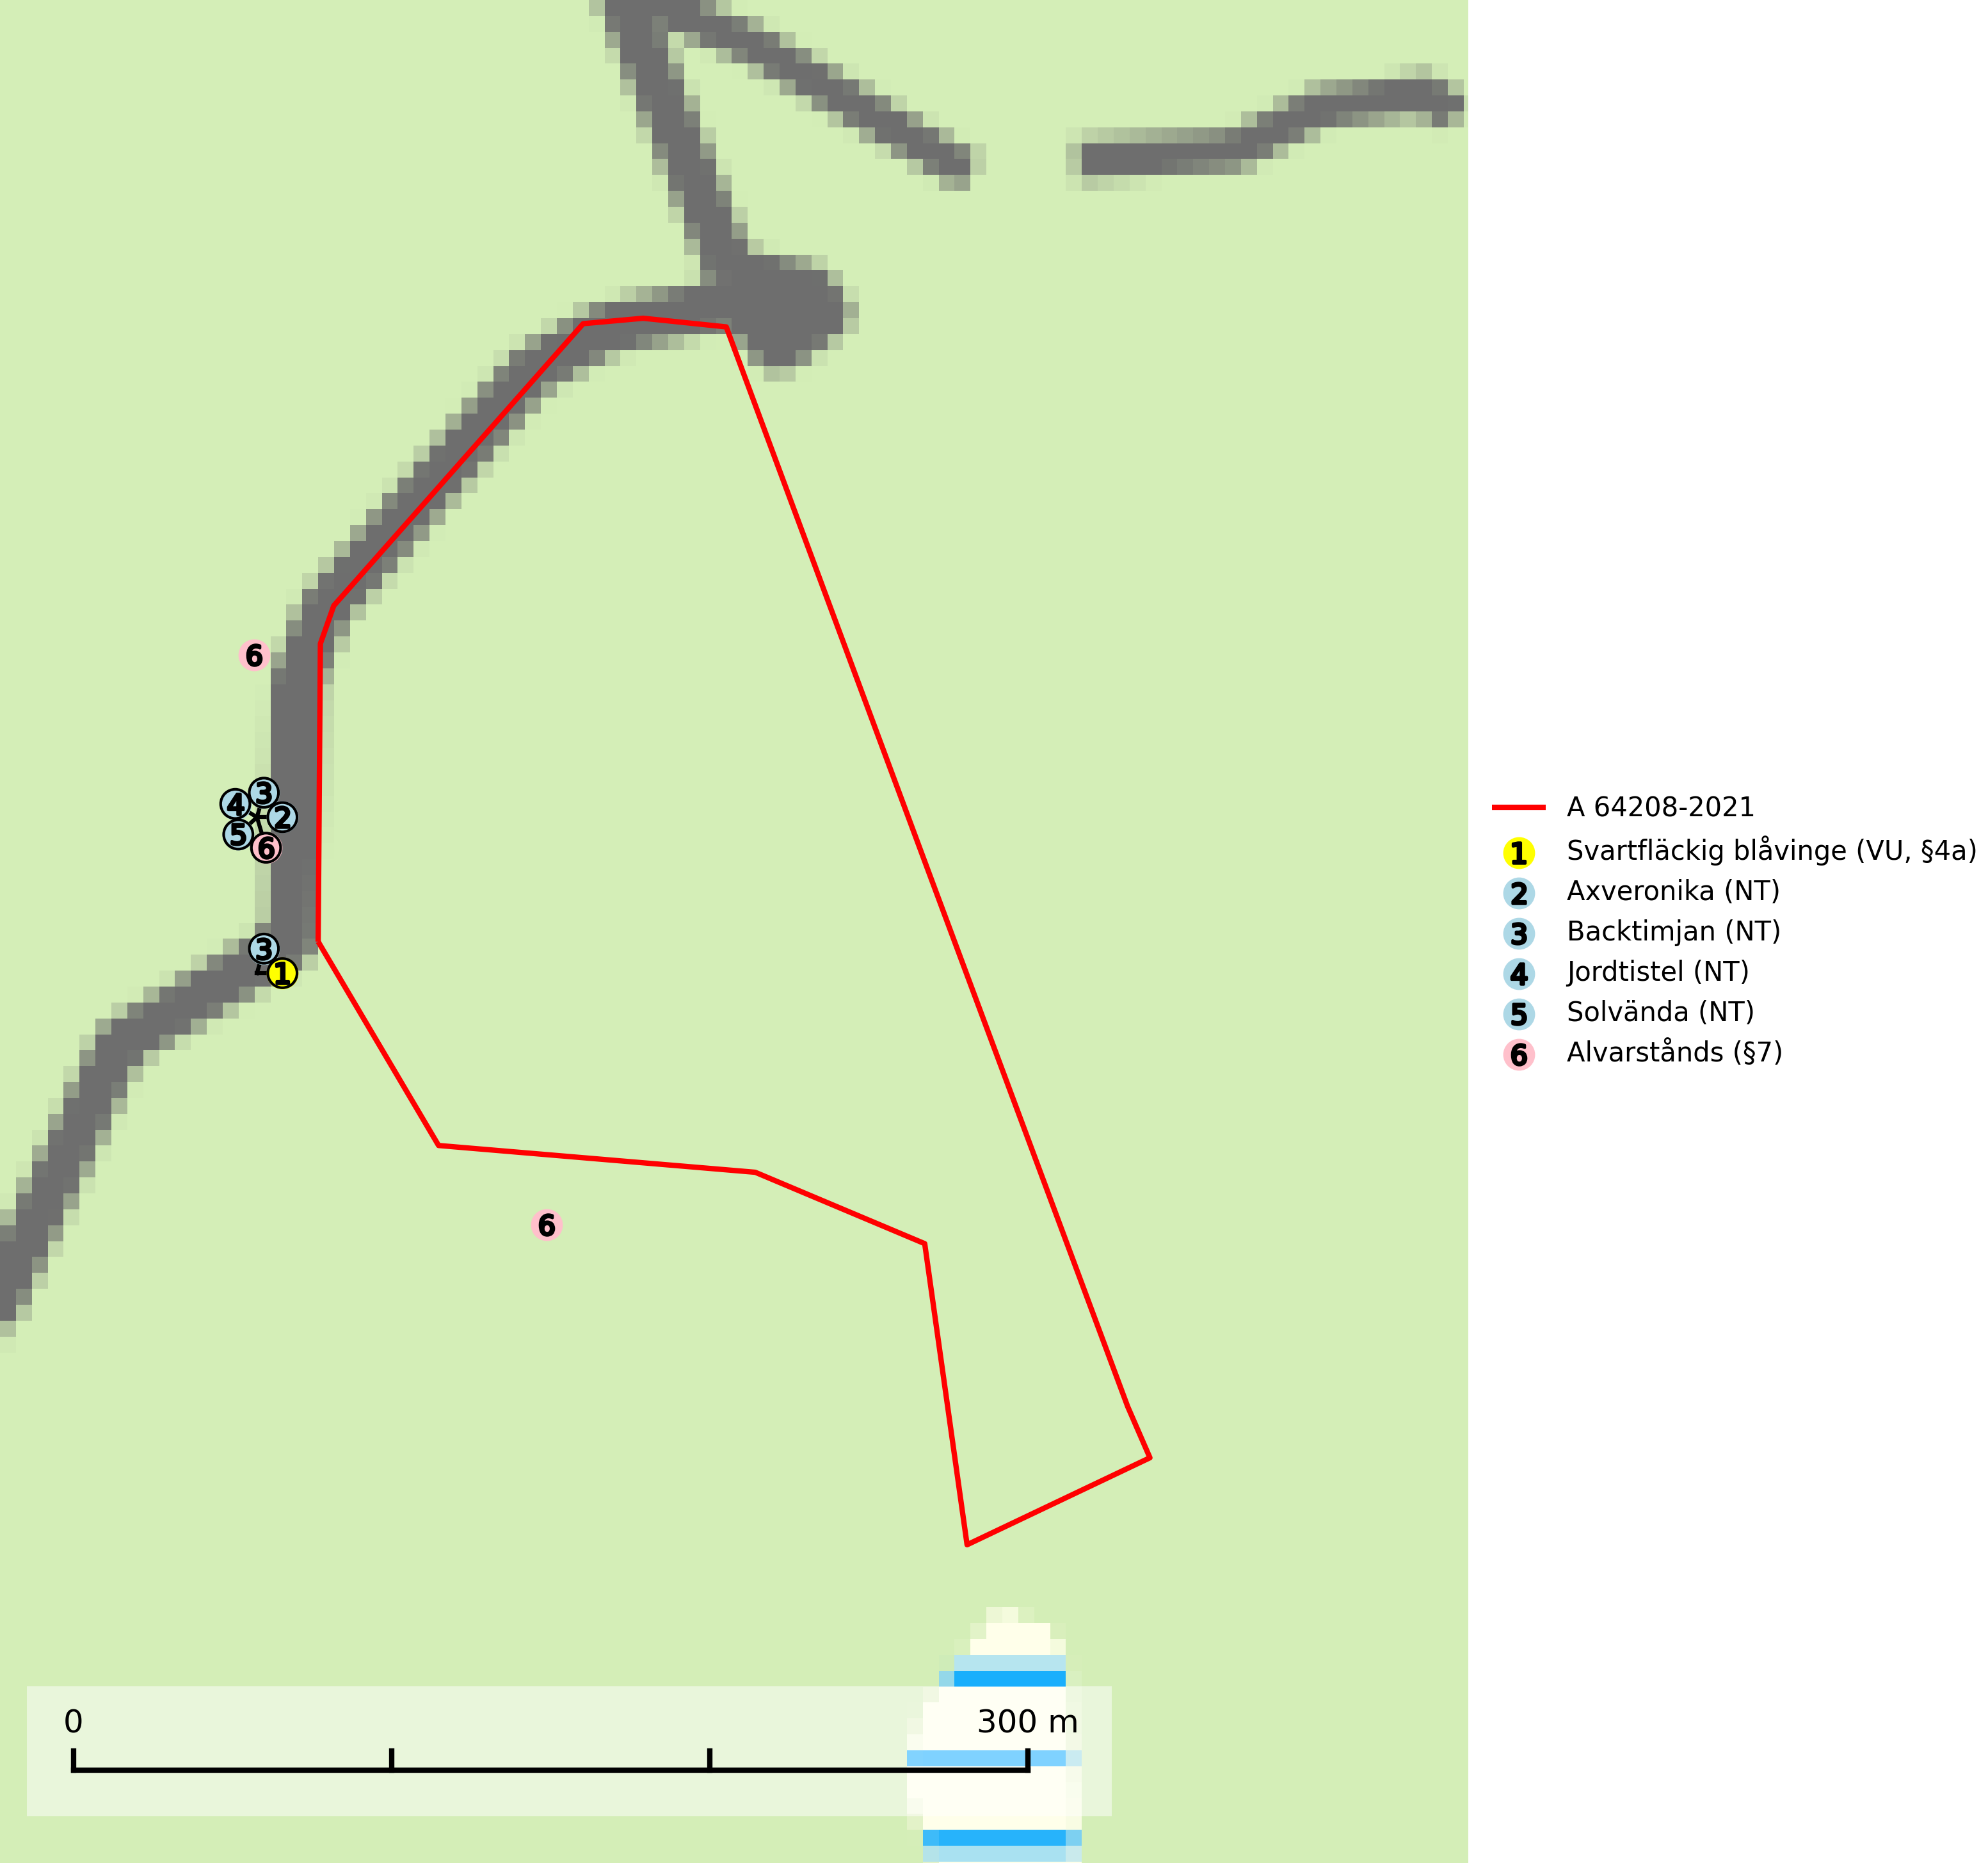 6
3
4
2
5
6
3
1
6
0
300 m
A 64208-2021
1 Svartfläckig blåvinge (VU, §4a)
2 Axveronika (NT)
3 Backtimjan (NT)
4 Jordtistel (NT)
5 Solvända (NT)
6 Alvarstånds (§7)